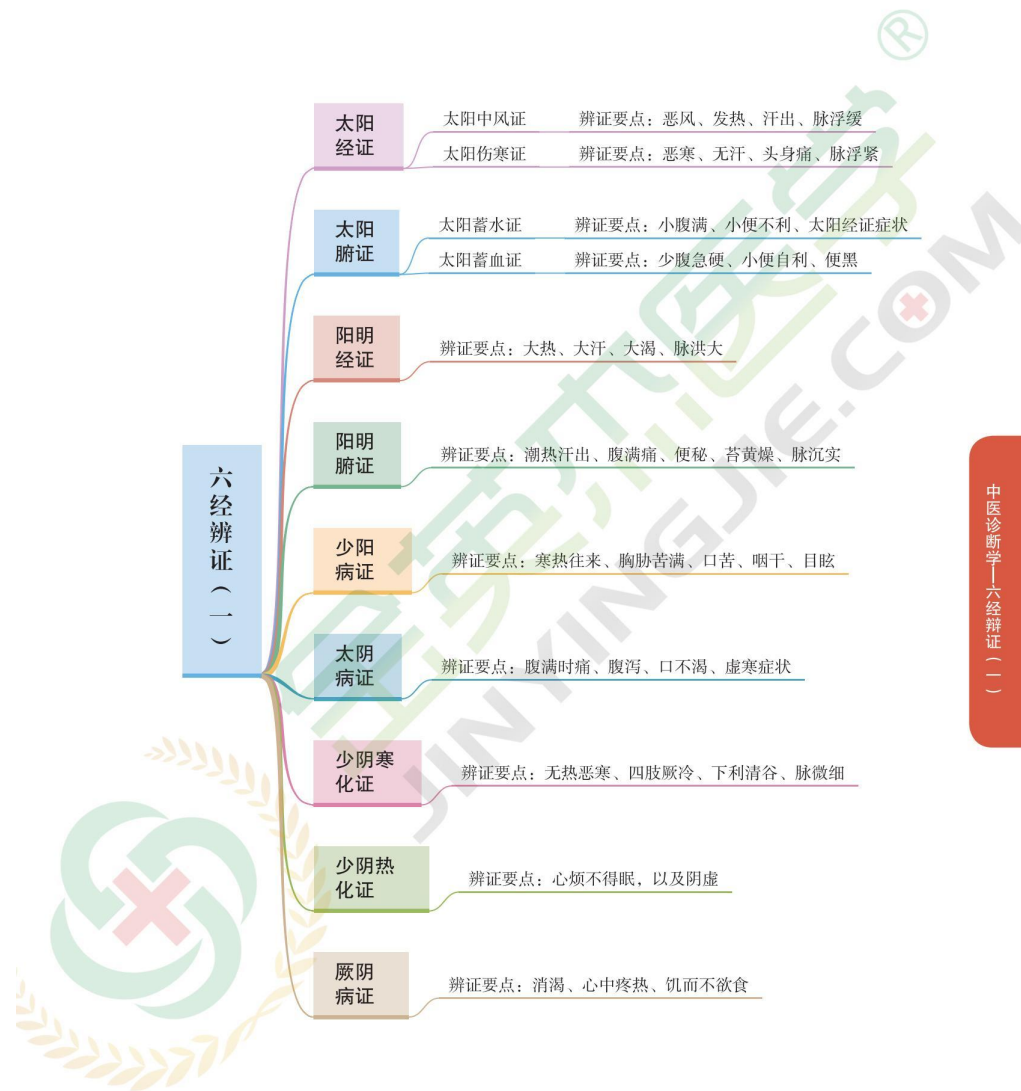 六经辨证（一）
太阳
经证
太阳中风证
辨证要点：恶风、发热、汗出、脉浮缓
太阳伤寒证
辨证要点：恶寒、无汗、头身痛、脉浮紧
太阳
腑证
太阳蓄水证
辨证要点：小腹满、小便不利、太阳经证症状
太阳蓄血证
辨证要点：少腹急硬、小便自利、便黑
阳明
经证
辨证要点：大热、大汗、大渴、脉洪大
阳明
腑证
辨证要点：潮热汗出、腹满痛、便秘、苔黄燥、脉沉实
少阳
病证
辨证要点：寒热往来、胸胁苦满、口苦、咽干、目眩
太阴
病证
辨证要点：腹满时痛、腹泻、口不渴、虚寒症状
少阴寒
化证
辨证要点：无热恶寒、四肢厥冷、下利清谷、脉微细
少阴热
化证
辨证要点：心烦不得眠，以及阴虚
厥阴
病证
辨证要点：消渴、心中疼热、饥而不欲食
中医诊断学—六经辩证（一）
金英杰医学®
JINYINGJIE.COM